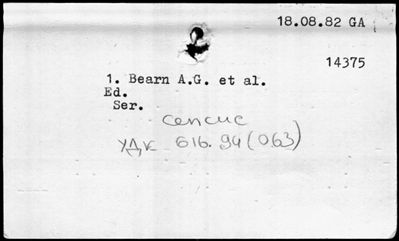 18.08.82 GA
14375
1. Bearn A.G. et al.
Ed.
Ser.
сепсис
УДК 616.94(063)